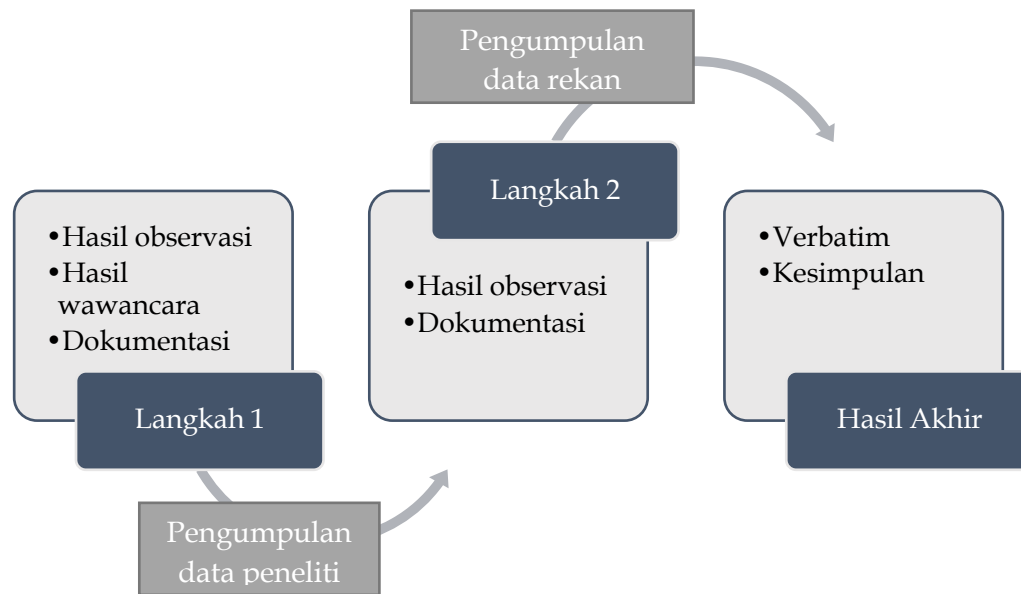 Pengumpulan
data rekan
Langkah 2
•Hasil observasi
•Hasil
wawancara
•Dokumentasi
Langkah 1
•Hasil observasi
•Dokumentasi
•Verbatim
•Kesimpulan
Hasil Akhir
Pengumpulan
data peneliti